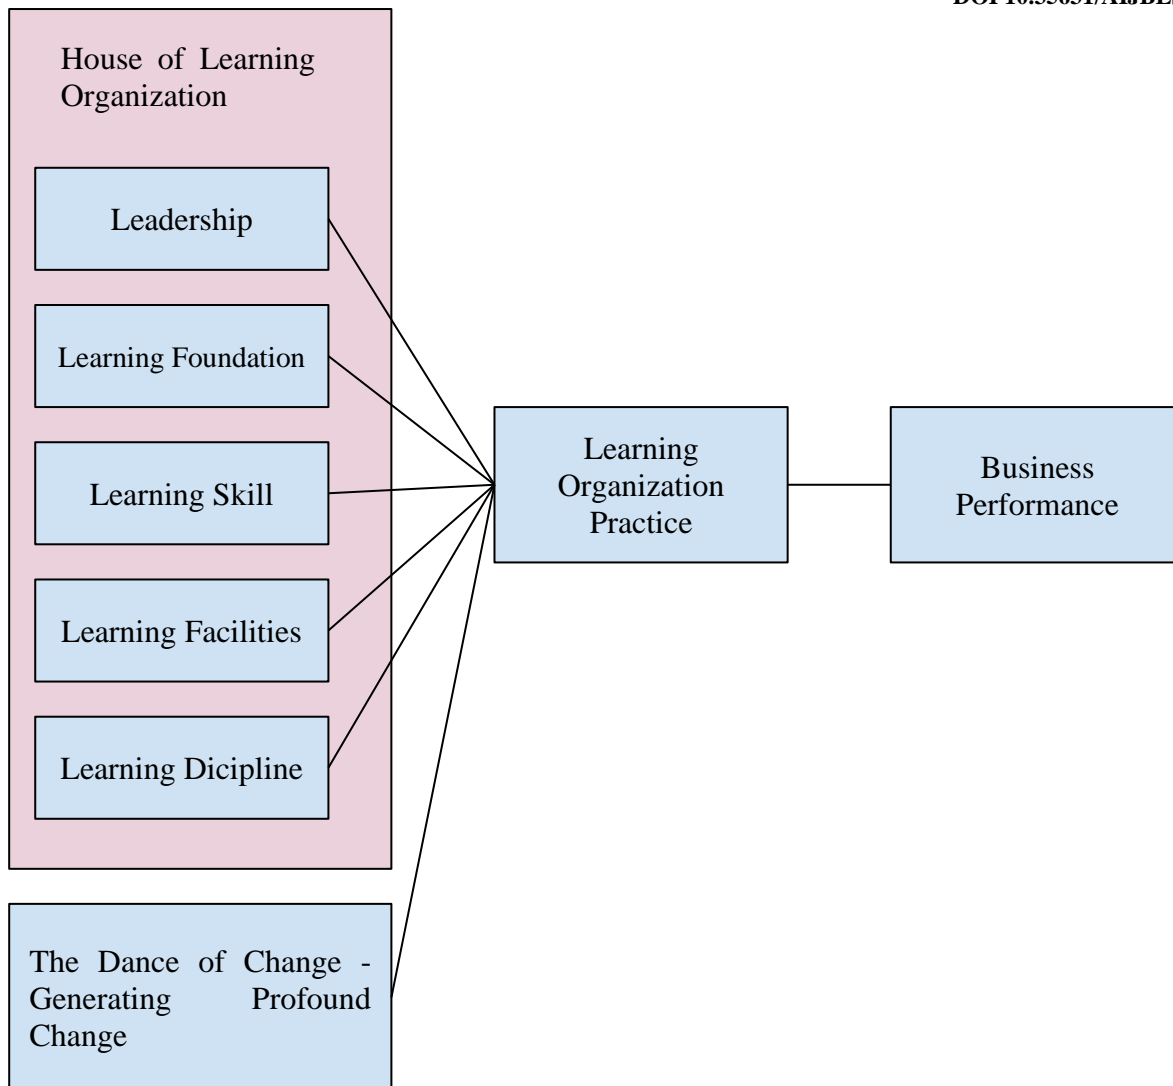 House of Learning
Organization
Leadership
Learning Foundation
Learning Skill
Learning Facilities
Learning Dicipline
The Dance of Change -
Generating Profound
Change
Learning
Organization
Practice
Business
Performance